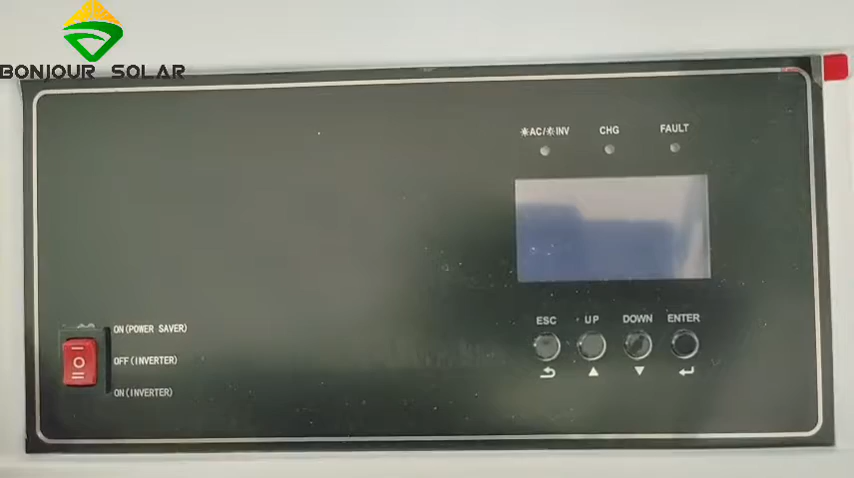 BONJOUR SOLAR
☀AC/☀INV CHG FAULT
ESC UP DOWN ENTER
ON(POWER SAVER)
OFF(INVERTER)
ON(INVERTER)